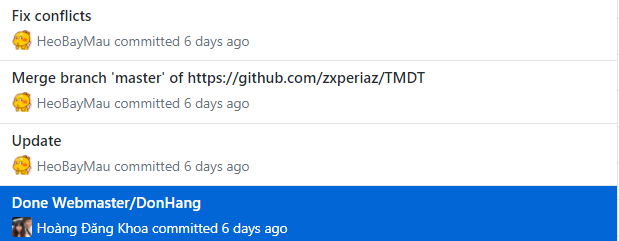 Fix conflicts
HeoBayMau committed 6 days ago
Merge branch 'master' of https://github.com/zxperiaz/TMDT
HeoBayMau committed 6 days ago
Update
HeoBayMau committed 6 days ago
Done Webmaster/DonHang
Hoàng Đăng Khoa committed 6 days ago